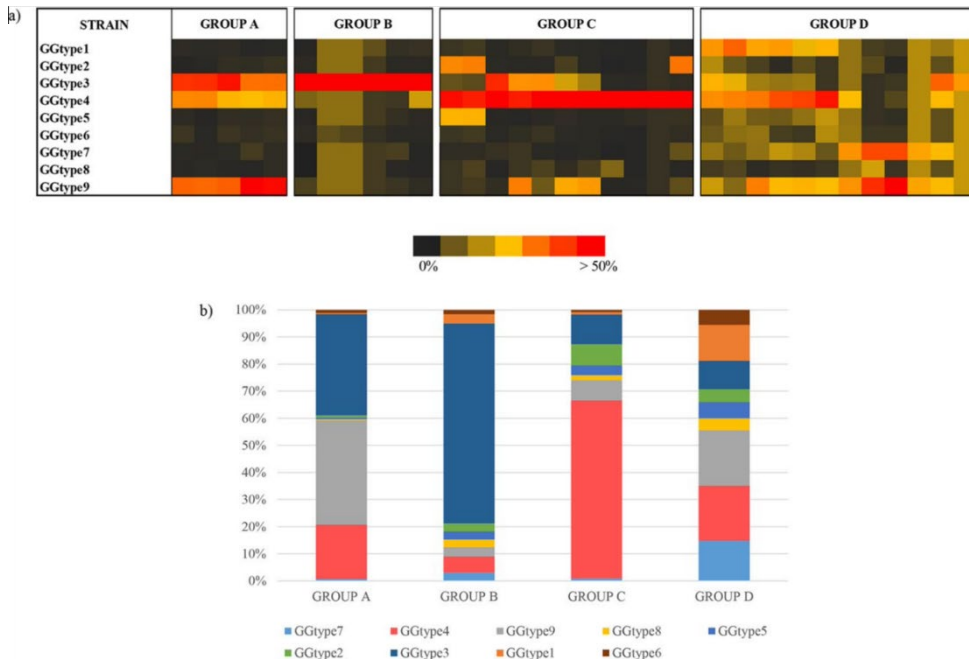 a)
STRAIN GROUP A GROUP B GROUP C GROUP D
GGtype1
GGtype2
GGtype3
GGtype4
GGtype5
GGtype6
GGtype7
GGtype8
GGtype9
0% > 50%
b)
100%
90%
80%
70%
60%
50%
40%
30%
20%
10%
0%
GROUP A GROUP B GROUP C GROUP D
GGtype7 GGtype4 GGtype9 GGtype8 GGtype5
GGtype2 GGtype3 GGtype1 GGtype6